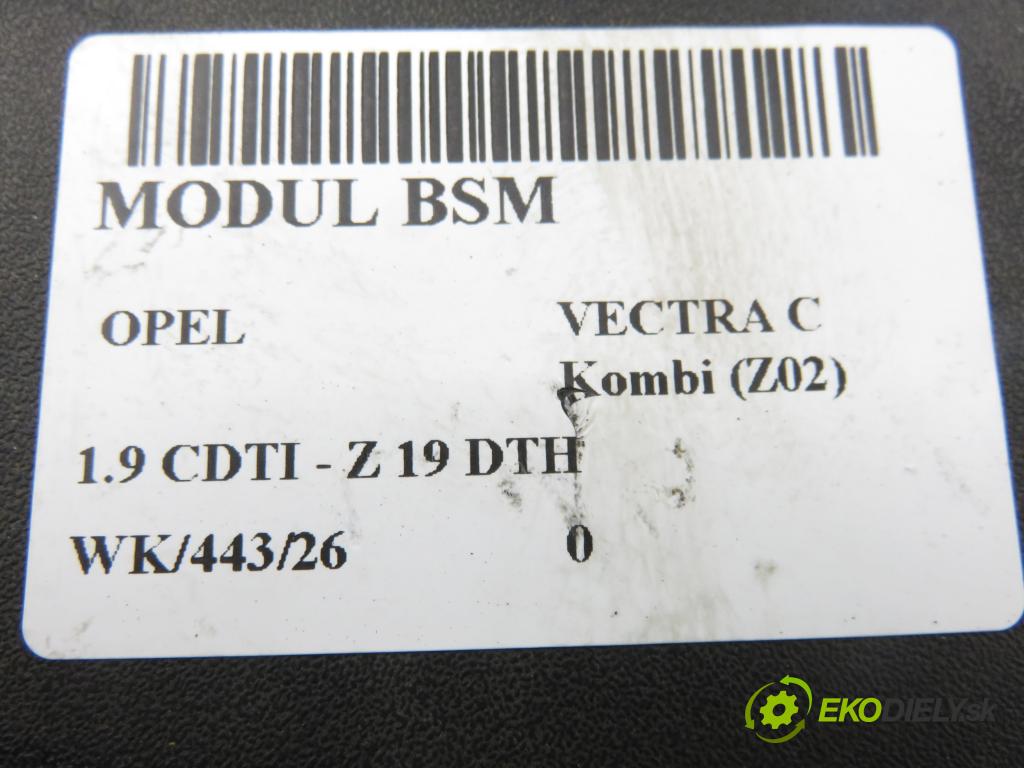 MODUL BSM
OPEL
VECTRA C
Kombi (Z02)
1.9 CDTI - Z 19 DTH
WK/443/26
0
EKODIELY.sk